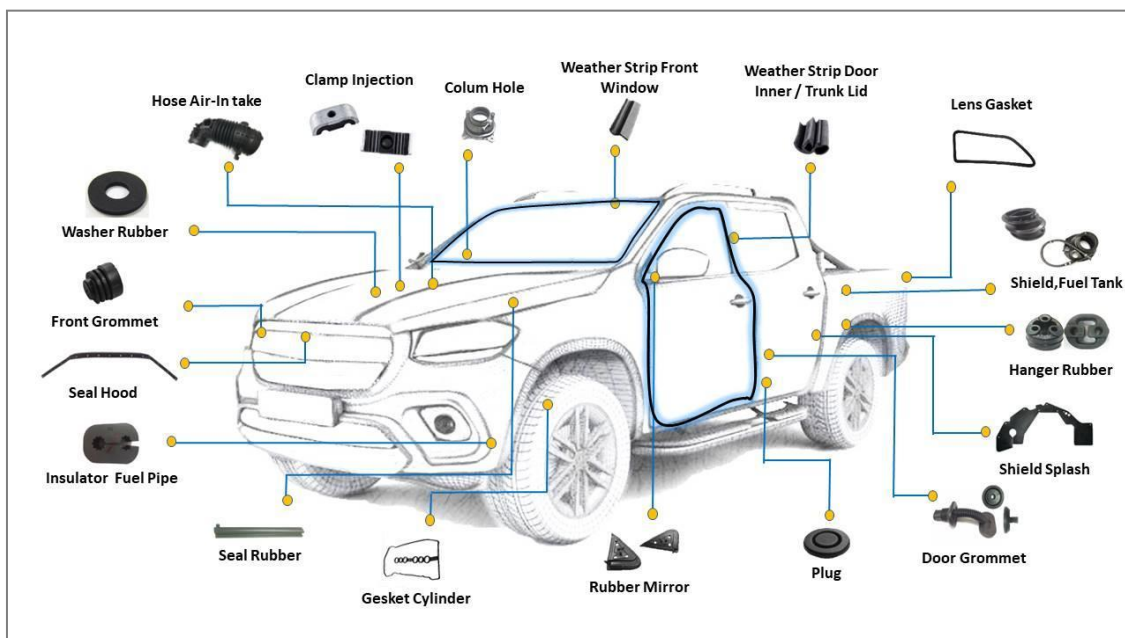 Clamp Injection
Colum Hole
Weather Strip Front
Window
Weather Strip Door
Inner / Trunk Lid
Lens Gasket
Hose Air-In take
Washer Rubber
Shield,Fuel Tank
Front Grommet
Hanger Rubber
Seal Hood
Shield Splash
Insulator Fuel Pipe
Seal Rubber
Gesket Cylinder
Rubber Mirror
Plug
Door Grommet